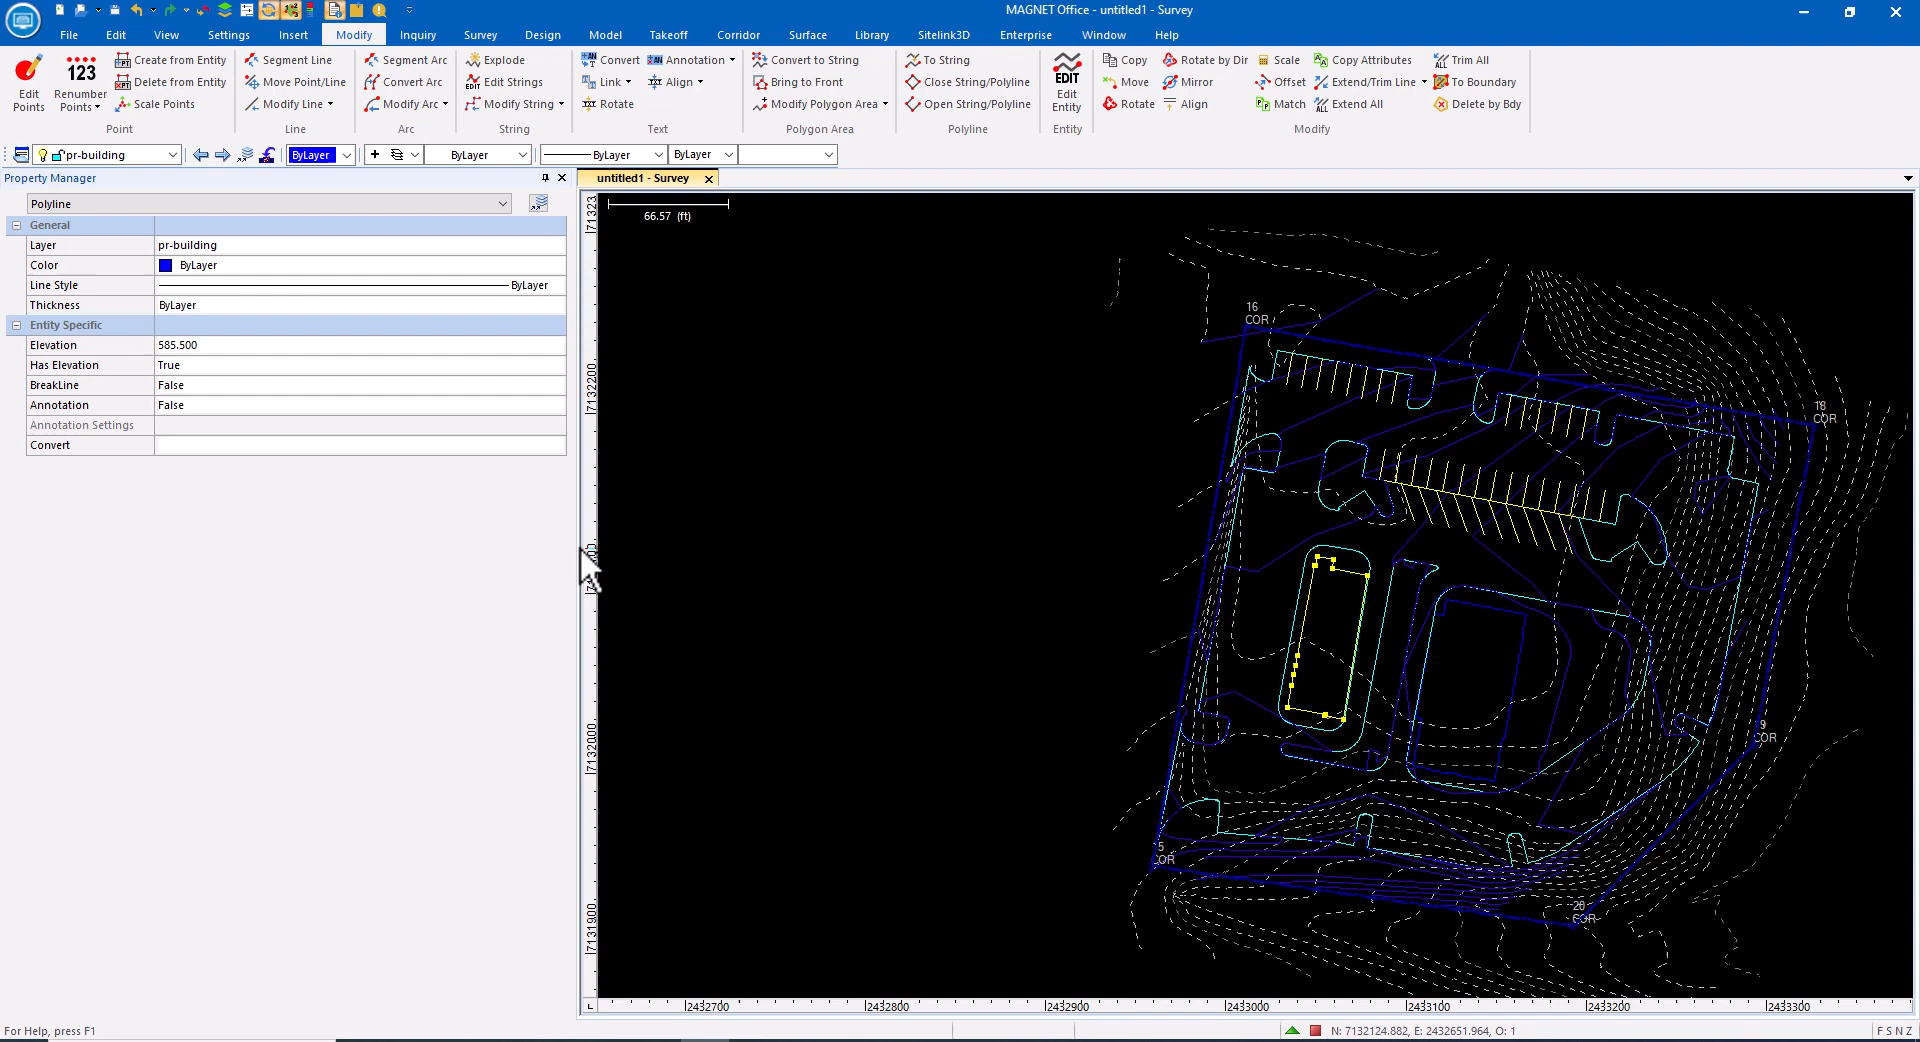 MAGNET Office - untitled1 - Survey
File Edit View Settings Insert Modify Inquiry Survey Design Model Takeoff Corridor Surface Library Sitelink3D Enterprise Window Help
Edit Points
123 Renumber Points
Create from Entity
Delete from Entity
Scale Points
Point
Segment Line
Move Point/Line
Modify Line
Line
Segment Arc
Convert Arc
Modify Arc
Arc
Explode
EDIT Edit Strings
Modify String
String
Convert
Link
Rotate
Annotation
Align
Text
Convert to String
Bring to Front
Modify Polygon Area
Polygon Area
To String
Close String/Polyline
Open String/Polyline
Polyline
EDIT
Edit Entity
Entity
Copy
Move
Rotate
Rotate by Dir
Mirror
Align
Scale
Offset
Match
Copy Attributes
Extend/Trim Line
Extend All
Trim All
To Boundary
Delete by Bdy
Modify
pr-building ByLayer ByLayer ByLayer ByLayer
Property Manager
untitled1 - Survey
Polyline
General
Layer pr-building
Color ByLayer
Line Style ByLayer
Thickness ByLayer
Entity Specific
Elevation 585.500
Has Elevation True
BreakLine False
Annotation False
Annotation Settings
Convert
66.57 (ft)
16
COR
18
COR
9
COR
5
COR
20
COR
7132200
7132000
7131900
2432700 2432800 2432900 2433000 2433100 2433200 2433300
For Help, press F1
N: 7132124.882, E: 2432651.964, O: 1
F S N Z